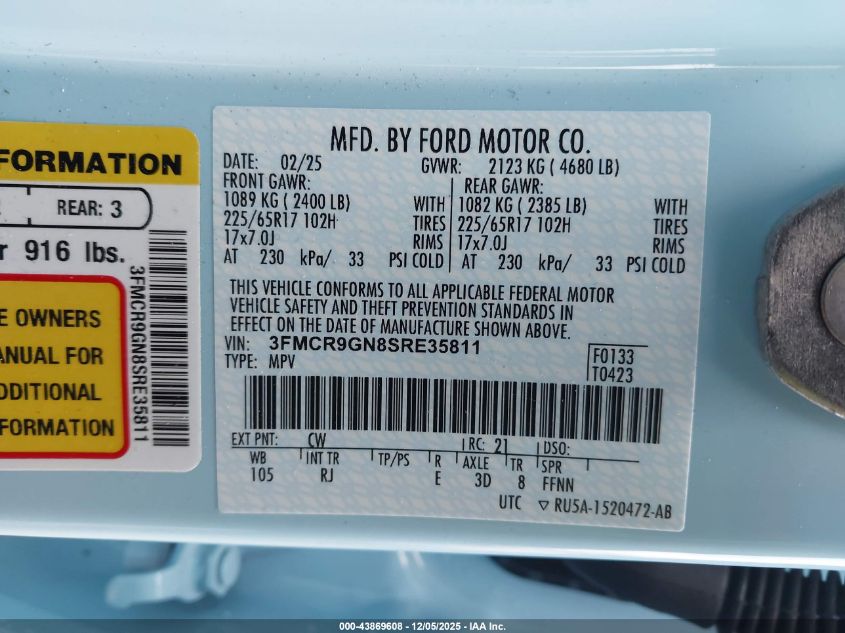 FORMATION
REAR: 3
916 lbs.
E OWNERS
ANUAL FOR
DDITIONAL
FORMATION
3FMCR9GN8SRE35811
MFD. BY FORD MOTOR CO.
DATE: 02/25 GVWR: 2123 KG ( 4680 LB)
FRONT GAWR: REAR GAWR:
1089 KG ( 2400 LB) WITH 1082 KG ( 2385 LB) WITH
225/65R17 102H TIRES 225/65R17 102H TIRES
17x7.0J RIMS 17x7.0J RIMS
AT 230 kPa/ 33 PSI COLD AT 230 kPa/ 33 PSI COLD
THIS VEHICLE CONFORMS TO ALL APPLICABLE FEDERAL MOTOR
VEHICLE SAFETY AND THEFT PREVENTION STANDARDS IN
EFFECT ON THE DATE OF MANUFACTURE SHOWN ABOVE.
VIN: 3FMCR9GN8SRE35811
TYPE: MPV
F0133
T0423
EXT PNT: CW RC: 21 DSO:
WB INT TR TP/PS R AXLE TR SPR
105 RJ E 3D 8 FFNN
UTC ▽ RU5A-1520472-AB
000-43869608 - 12/05/2025 - IAA Inc.